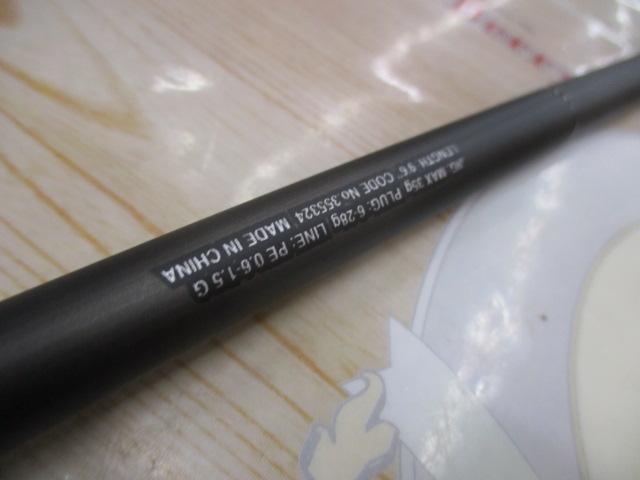 JIG: MAX 35g PLUG: 6-28g LINE: PE 0.6-1.5 G
LENGTH 9'6" CODE No 355324 MADE IN CHINA